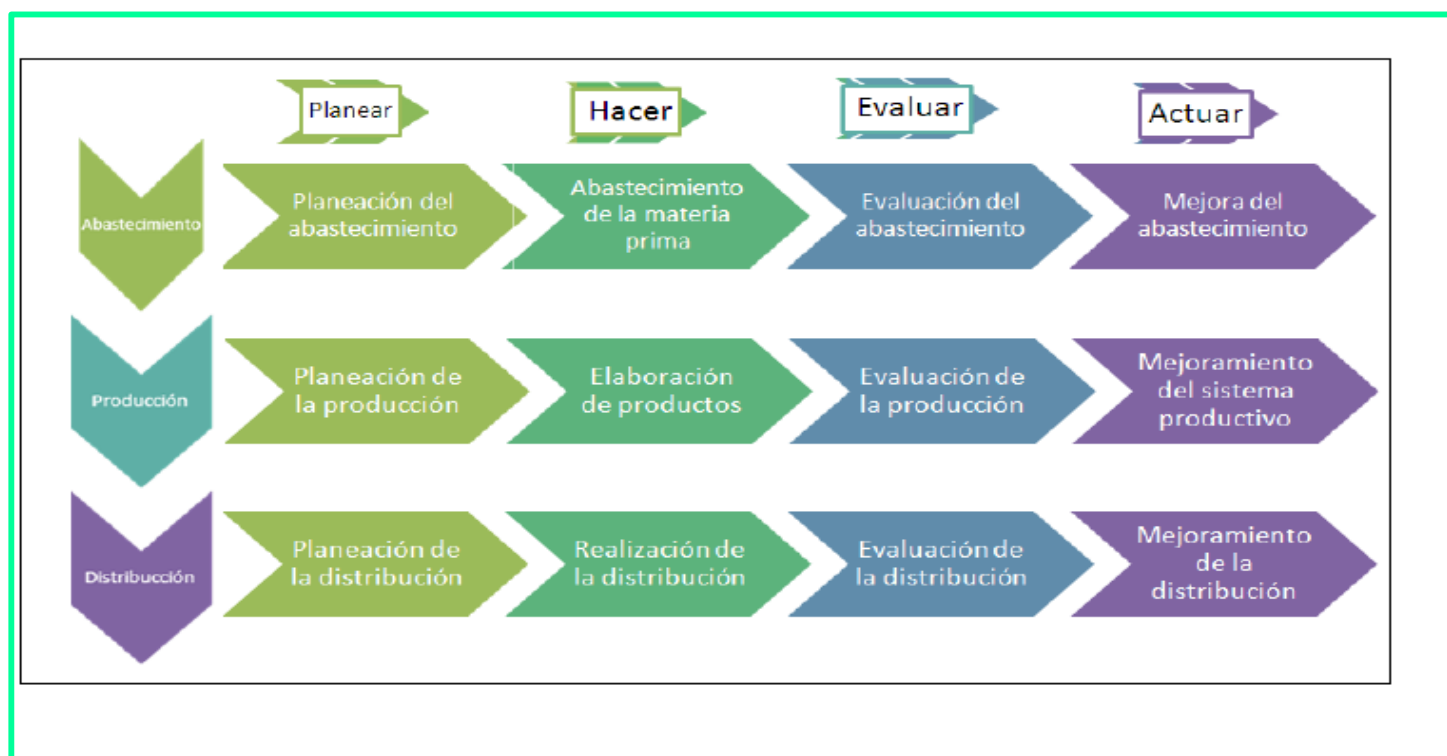 Planear
Hacer
Evaluar
Actuar
Abastecimiento
Planeación del
abastecimiento
Abastecimiento
de la materia
prima
Evaluación del
abastecimiento
Mejora del
abastecimiento
Producción
Planeación de
la producción
Elaboración
de productos
Evaluación de
la producción
Mejoramiento
del sistema
productivo
Distribucción
Planeación de
la distribución
Realización de
la distribución
Evaluación de
la distribución
Mejoramiento
de la
distribución